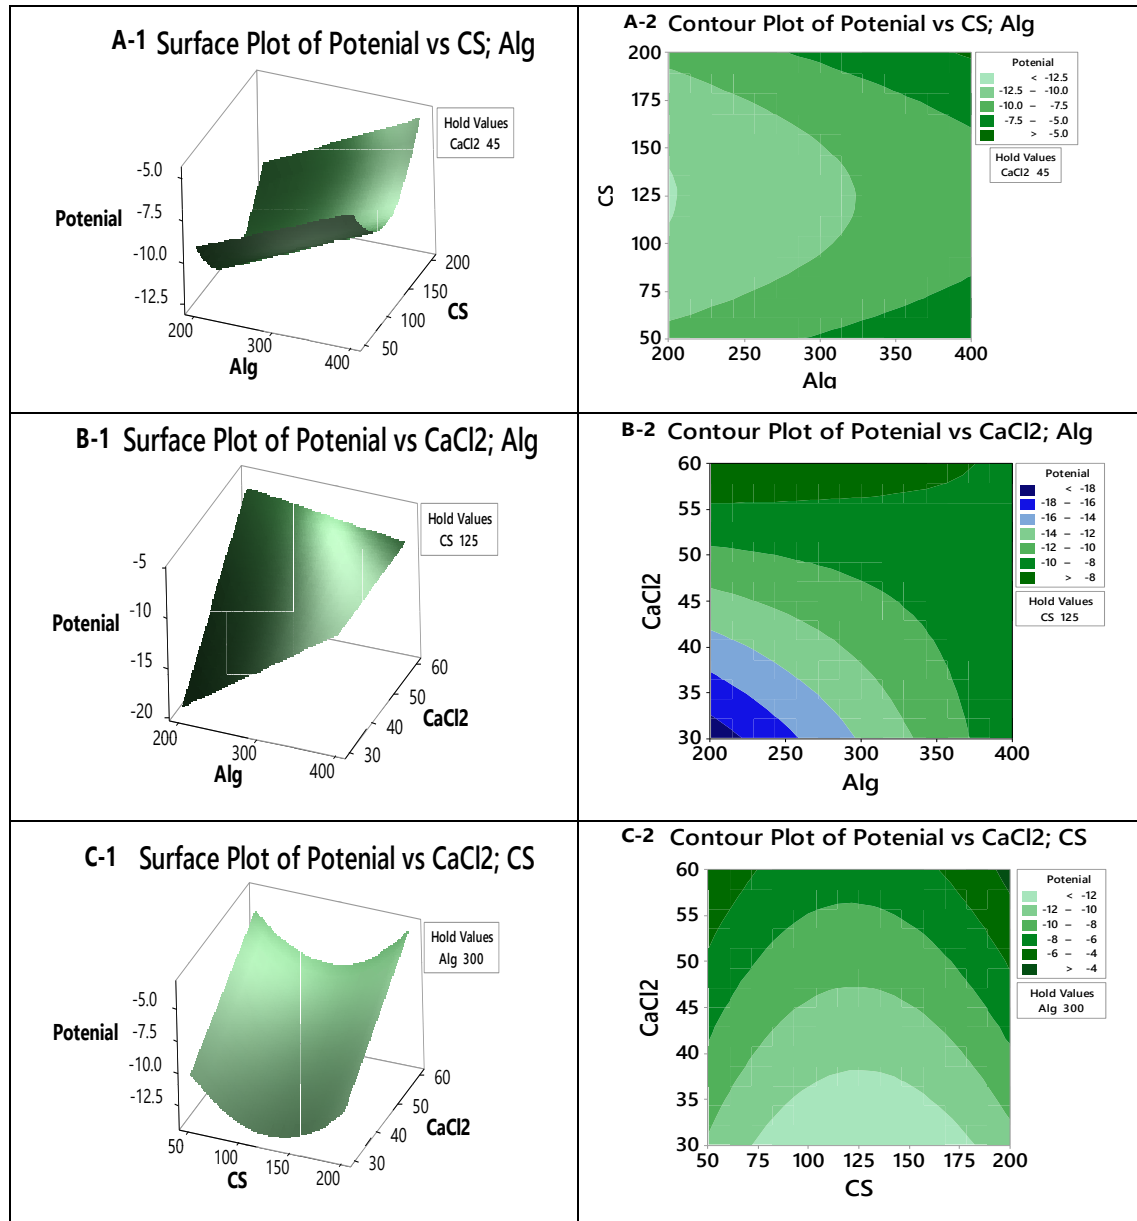 A-1 Surface Plot of Potenial vs CS; Alg
Hold Values
CaCl2 45
-5.0
-7.5
-10.0
-12.5
Potenial
200
300
400
Alg
50
100
150
200
CS
A-2 Contour Plot of Potenial vs CS; Alg
200
175
150
125
100
75
50
CS
200 250 300 350 400
Alg
Potenial
< -12.5
-12.5 – -10.0
-10.0 – -7.5
-7.5 – -5.0
> -5.0
Hold Values
CaCl2 45
B-1 Surface Plot of Potenial vs CaCl2; Alg
Hold Values
CS 125
-5
-10
-15
-20
Potenial
200
300
400
Alg
30
40
50
60
CaCl2
B-2 Contour Plot of Potenial vs CaCl2; Alg
60
55
50
45
40
35
30
CaCl2
200 250 300 350 400
Alg
Potenial
< -18
-18 – -16
-16 – -14
-14 – -12
-12 – -10
-10 – -8
> -8
Hold Values
CS 125
C-1 Surface Plot of Potenial vs CaCl2; CS
Hold Values
Alg 300
-5.0
-7.5
-10.0
-12.5
Potenial
50
100
150
200
CS
30
40
50
60
CaCl2
C-2 Contour Plot of Potenial vs CaCl2; CS
60
55
50
45
40
35
30
CaCl2
50 75 100 125 150 175 200
CS
Potenial
< -12
-12 – -10
-10 – -8
-8 – -6
-6 – -4
> -4
Hold Values
Alg 300